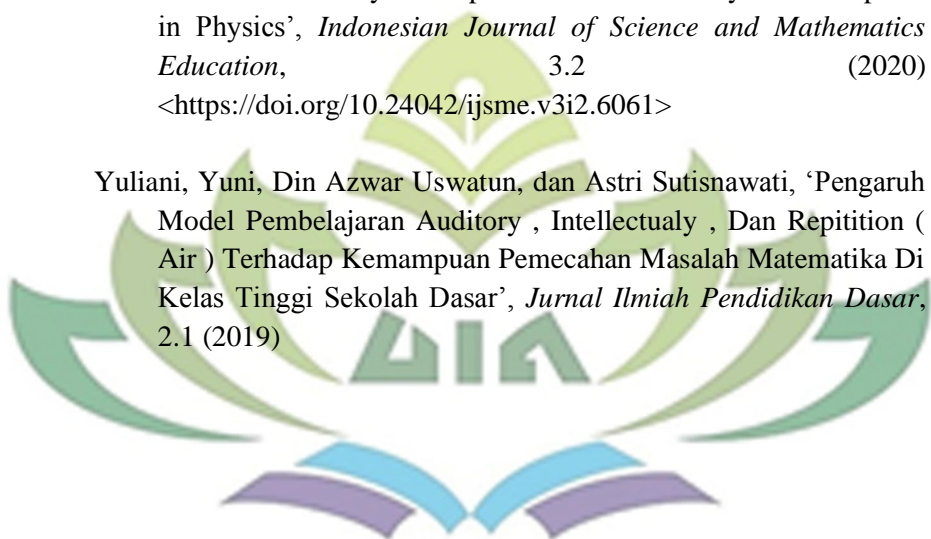 in Physics’, Indonesian Journal of Science and Mathematics
Education, 3.2 (2020)
<https://doi.org/10.24042/ijsme.v3i2.6061>
Yuliani, Yuni, Din Azwar Uswatun, dan Astri Sutisnawati, ‘Pengaruh
Model Pembelajaran Auditory , Intellectualy , Dan Repitition (
Air ) Terhadap Kemampuan Pemecahan Masalah Matematika Di
Kelas Tinggi Sekolah Dasar’, Jurnal Ilmiah Pendidikan Dasar,
2.1 (2019)
UIN